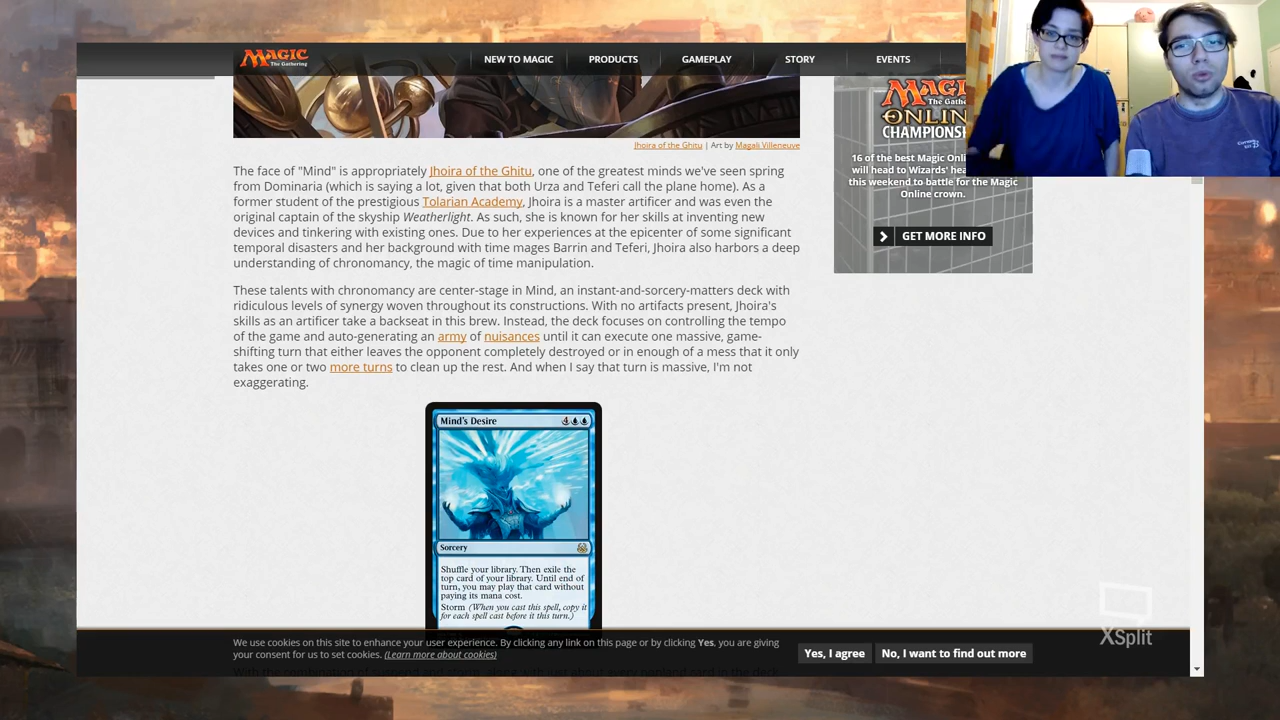 MAGIC
The Gathering
NEW TO MAGIC
PRODUCTS
GAMEPLAY
STORY
EVENTS
Jhoira of the Ghitu | Art by Magali Villeneuve
The face of "Mind" is appropriately Jhoira of the Ghitu, one of the greatest minds we've seen spring
from Dominaria (which is saying a lot, given that both Urza and Teferi call the plane home). As a
former student of the prestigious Tolarian Academy, Jhoira is a master artificer and was even the
original captain of the skyship Weatherlight. As such, she is known for her skills at inventing new
devices and tinkering with existing ones. Due to her experiences at the epicenter of some significant
temporal disasters and her background with time mages Barrin and Teferi, Jhoira also harbors a deep
understanding of chronomancy, the magic of time manipulation.
These talents with chronomancy are center-stage in Mind, an instant-and-sorcery-matters deck with
ridiculous levels of synergy woven throughout its constructions. With no artifacts present, Jhoira's
skills as an artificer take a backseat in this brew. Instead, the deck focuses on controlling the tempo
of the game and auto-generating an army of nuisances until it can execute one massive, game-
shifting turn that either leaves the opponent completely destroyed or in enough of a mess that it only
takes one or two more turns to clean up the rest. And when I say that turn is massive, I'm not
exaggerating.
Mind's Desire 4
Sorcery
Shuffle your library. Then exile the
top card of your library. Until end of
turn, you may play that card without
paying its mana cost.
Storm (When you cast this spell, copy it
for each spell cast before it this turn.)
MAGI
The Gathe
ONLIN
CHAMPIONSH
16 of the best Magic Onli
will head to Wizards' hea
this weekend to battle for the Magic
Online crown.
GET MORE INFO
We use cookies on this site to enhance your user experience. By clicking any link on this page or by clicking Yes, you are giving
your consent for us to set cookies. (Learn more about cookies)
Yes, I agree
No, I want to find out more
XSplit